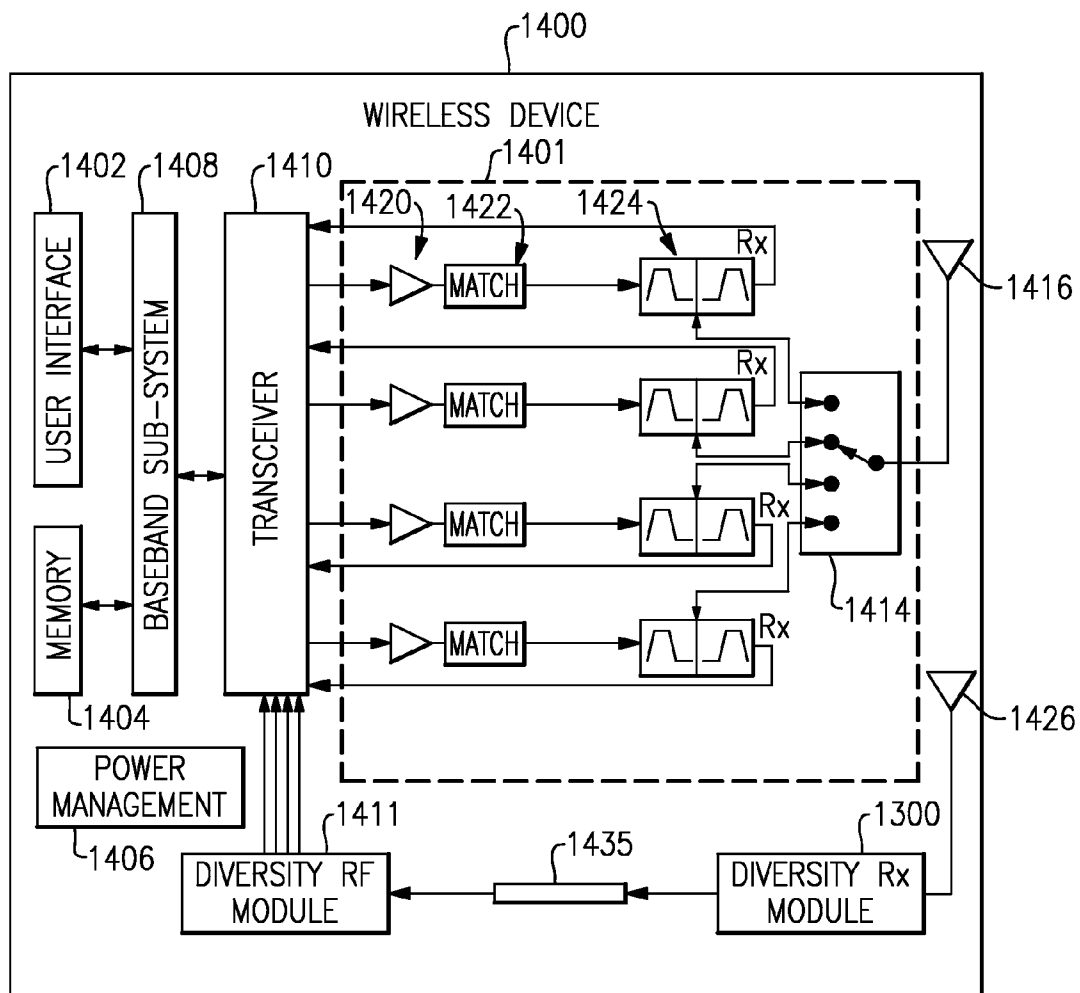 1400
WIRELESS DEVICE
1402
1408
1410
1401
1420
1422
1424
Rx
MATCH
1416
USER INTERFACE
BASEBAND SUB-SYSTEM
TRANSCEIVER
Rx
MATCH
MATCH
Rx
1414
MEMORY
MATCH
Rx
1404
1426
POWER
MANAGEMENT
1406
1411
1435
1300
DIVERSITY RF
MODULE
DIVERSITY Rx
MODULE